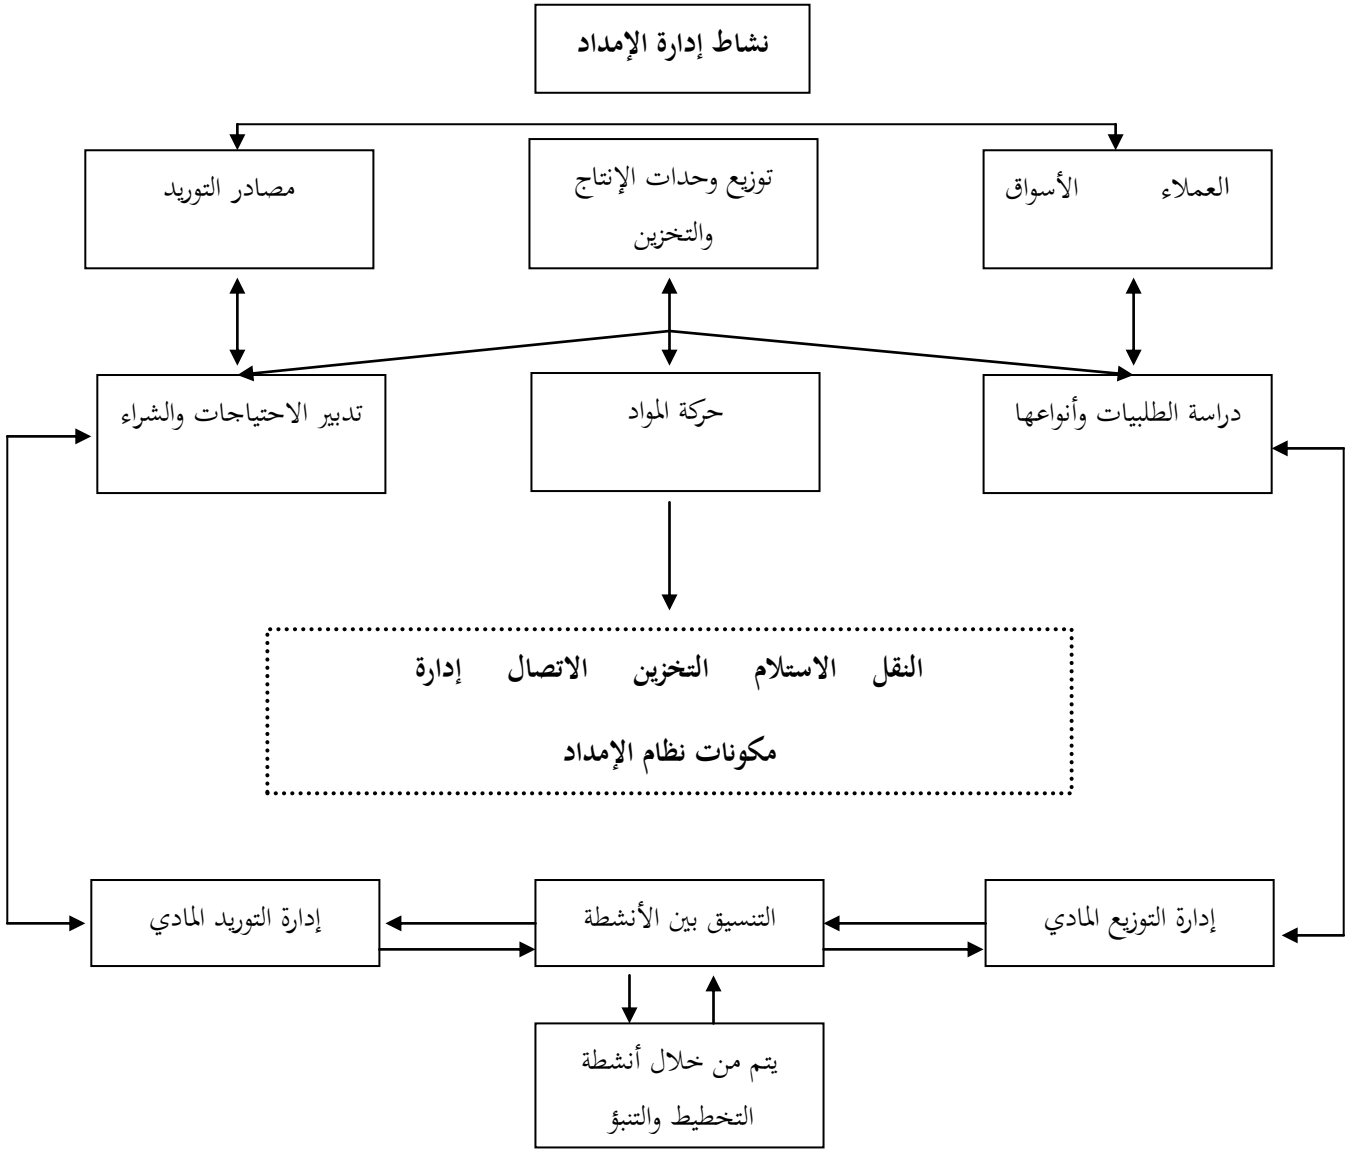 نشاط إدارة الإمداد
العملاء الأسواق
توزيع وحدات الإنتاج
والتخزين
مصادر التوريد
دراسة الطلبيات وأنواعها
حركة المواد
تدبير الاحتياجات والشراء
النقل الاستلام التخزين الاتصال إدارة
مكونات نظام الإمداد
إدارة التوزيع المادي
التنسيق بين الأنشطة
إدارة التوريد المادي
يتم من خلال أنشطة
التخطيط والتنبؤ